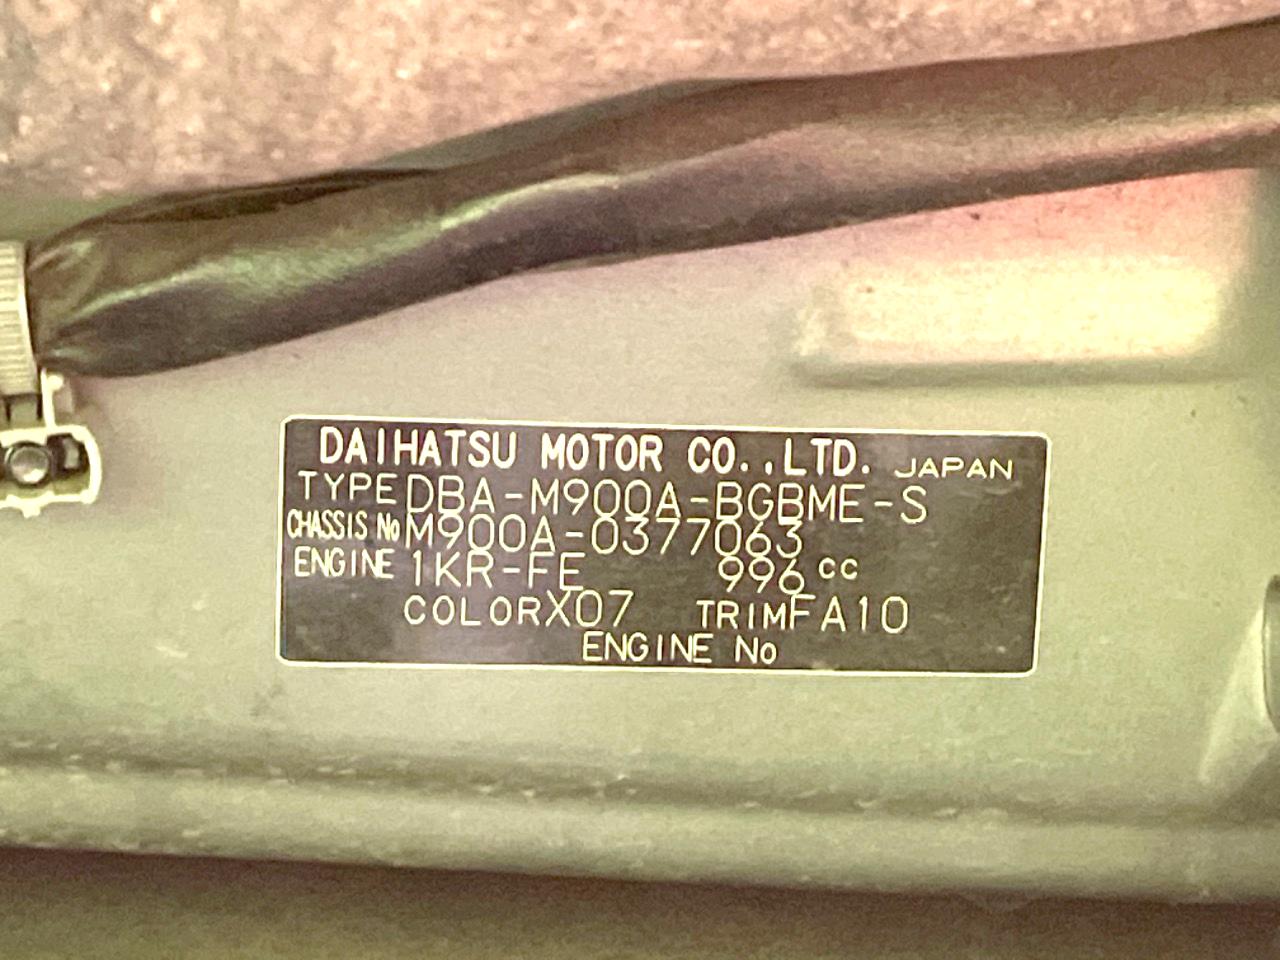 DAIHATSU MOTOR CO.,LTD. JAPAN
TYPE DBA-M900A-BGBME-S
CHASSIS No M900A-0377063
ENGINE 1KR-FE 996 cc
COLOR X07 TRIM FA10
ENGINE No